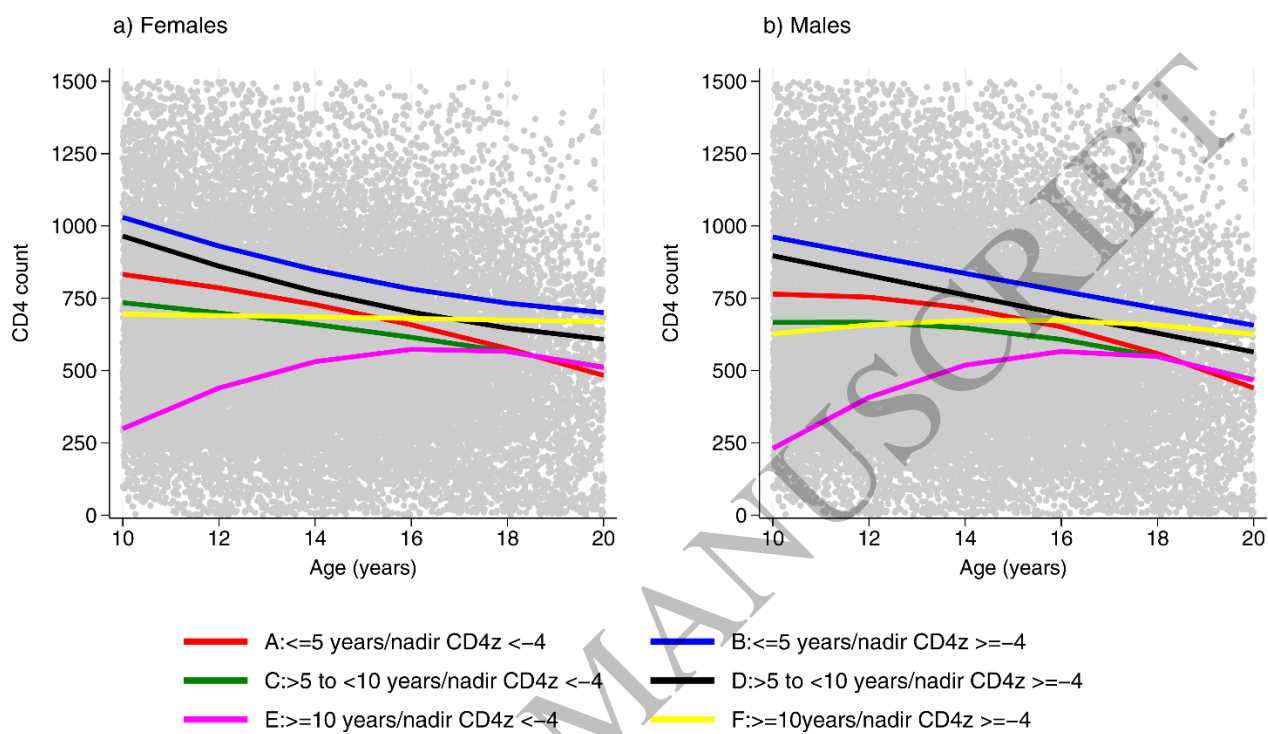 a) Females
b) Males
1500
1250
1000
750
500
250
0
CD4 count
10 12 14 16 18 20
Age (years)
1500
1250
1000
750
500
250
0
CD4 count
10 12 14 16 18 20
Age (years)
A:<=5 years/nadir CD4z <−4
B:<=5 years/nadir CD4z >=−4
C:>5 to <10 years/nadir CD4z <−4
D:>5 to <10 years/nadir CD4z >=−4
E:>=10 years/nadir CD4z <−4
F:>=10years/nadir CD4z >=−4
MANUSCRIPT